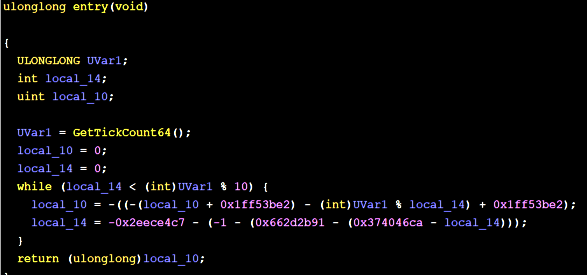 ulonglong entry(void)
{
ULONGLONG UVar1;
int local_14;
uint local_10;
UVar1 = GetTickCount64();
local_10 = 0;
local_14 = 0;
while (local_14 < (int)UVar1 % 10) {
local_10 = -((-(local_10 + 0x1ff53be2) - (int)UVar1 % local_14) + 0x1ff53be2);
local_14 = -0x2eece4c7 - (-1 - (0x662d2b91 - (0x374046ca - local_14)));
}
return (ulonglong)local_10;
}